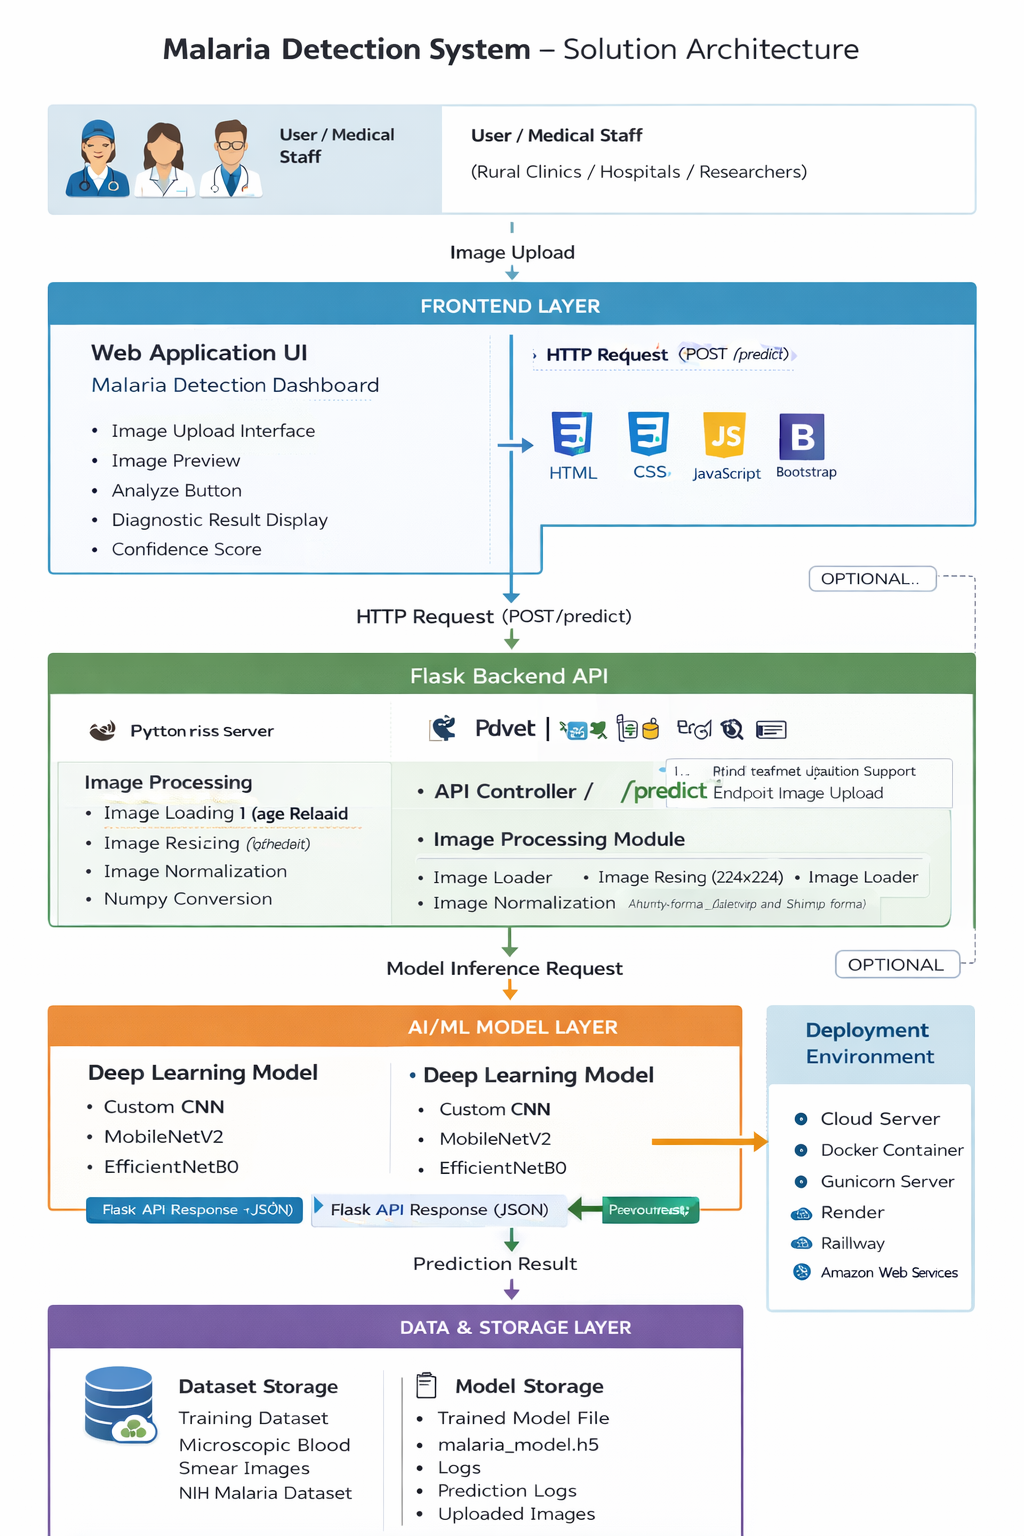 Malaria Detection System – Solution Architecture
User / Medical
Staff
User / Medical Staff
(Rural Clinics / Hospitals / Researchers)
Image Upload
FRONTEND LAYER
Web Application UI
Malaria Detection Dashboard
• Image Upload Interface
• Image Preview
• Analyze Button
• Diagnostic Result Display
• Confidence Score
HTTP Request (POST /predict)
JS
B
HTML
CSS
JavaScript
Bootstrap
OPTIONAL..
HTTP Request (POST/predict)
Flask Backend API
Pytton riss Server
Pdvet |
Image Processing
• Image Loading 1 (age Relaaid
• Image Resizing
• Image Normalization
• Numpy Conversion
• API Controller / /predict
1...
Support
Endpoit Image Upload
• Image Processing Module
• Image Loader
• Image Resing (224x224) • Image Loader
• Image Normalization
and
Model Inference Request
OPTIONAL
AI/ML MODEL LAYER
Deep Learning Model
• Custom CNN
• MobileNetV2
• EfficientNetB0
• Deep Learning Model
• Custom CNN
• MobileNetV2
• EfficientNetB0
Flask API Response -JSON)
Flask API Response (JSON)
Deployment
Environment
Cloud Server
Docker Container
Gunicorn Server
Render
Raillway
Amazon Web Services
Prediction Result
DATA & STORAGE LAYER
Dataset Storage
Training Dataset
Microscopic Blood
Smear Images
NIH Malaria Dataset
Model Storage
• Trained Model File
• malaria_model.h5
• Logs
• Prediction Logs
• Uploaded Images